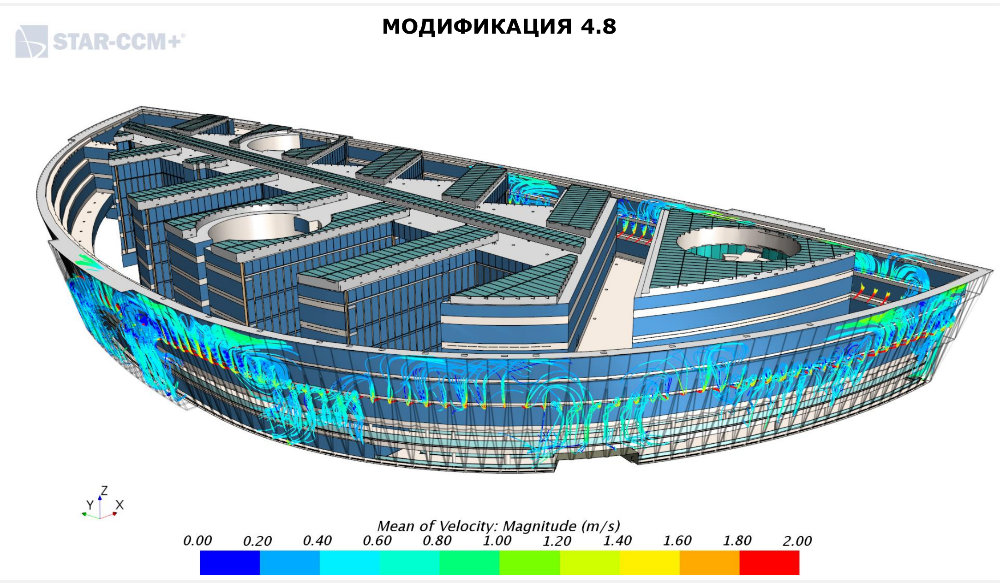 МОДИФИКАЦИЯ 4.8
STAR-CCM+®
Z
Y X
Mean of Velocity: Magnitude (m/s)
0.00 0.20 0.40 0.60 0.80 1.00 1.20 1.40 1.60 1.80 2.00